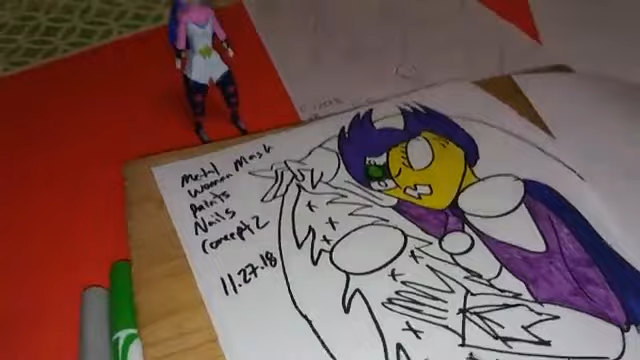 Metal
Woman Mask
Paints
Nails
Concept 2
11.27.18